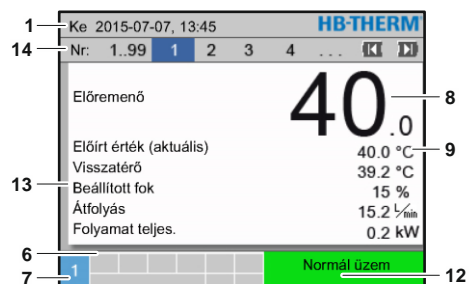 1 Ke 2015-07-07, 13:45 HB-THERM
14 Nr: 1..99 1 2 3 4 ...
Előremenő 40.0 8
Előírt érték (aktuális) 40.0 °C 9
Visszatérő 39.2 °C
13 Beállított fok 15 %
Átfolyás 15.2 L/min
Folyamat teljes. 0.2 kW
6
7 1 Normál üzem 12